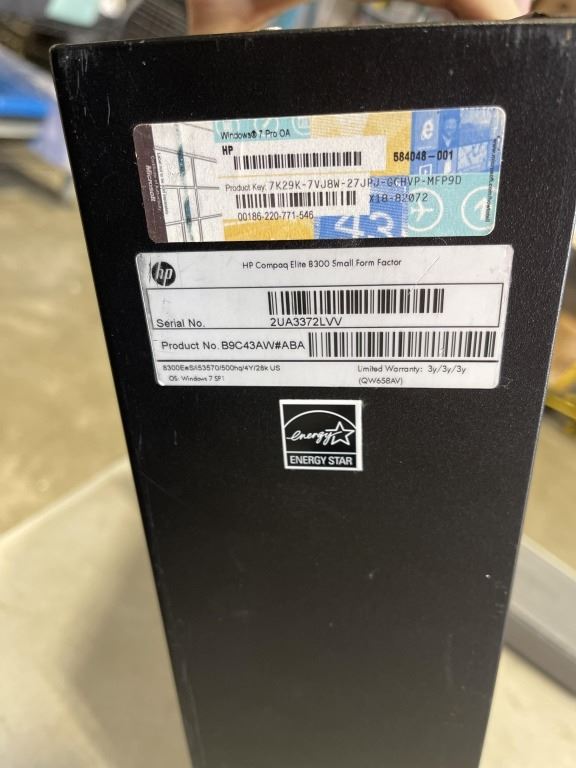 Windows® 7 Pro OA
HP
584048-001
Product Key: 7K29K-7VJ8W-27JPJ-GCHVP-MFP9D
X18-82072
00186-220-771-546
Microsoft
hp
HP Compaq Elite 8300 Small Form Factor
Serial No. 2UA3372LVV
Product No. B9C43AW#ABA
8300EeS/i53570/500hq/4Y/28k US
Limited Warranty: 3y/3y/3y
OS: Windows 7 SP1
(QW658AV)
energy
ENERGY STAR